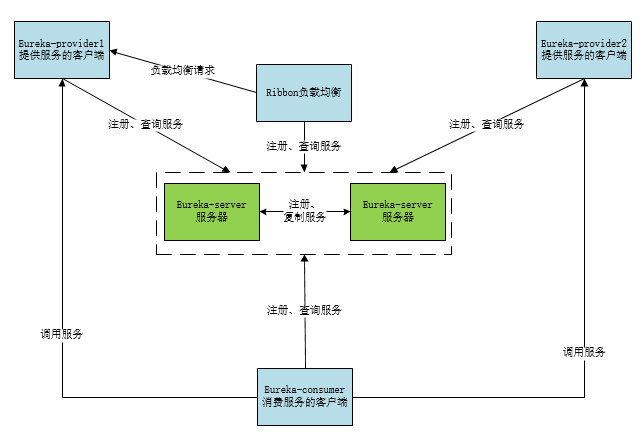 Eureka-provider1
提供服务的客户端
Eureka-provider2
提供服务的客户端
负载均衡请求
Ribbon负载均衡
注册、查询服务
注册、查询服务
注册、查询服务
Eureka-server
服务器
注册、
复制服务
Eureka-server
服务器
注册、查询服务
调用服务
调用服务
Eureka-consumer
消费服务的客户端